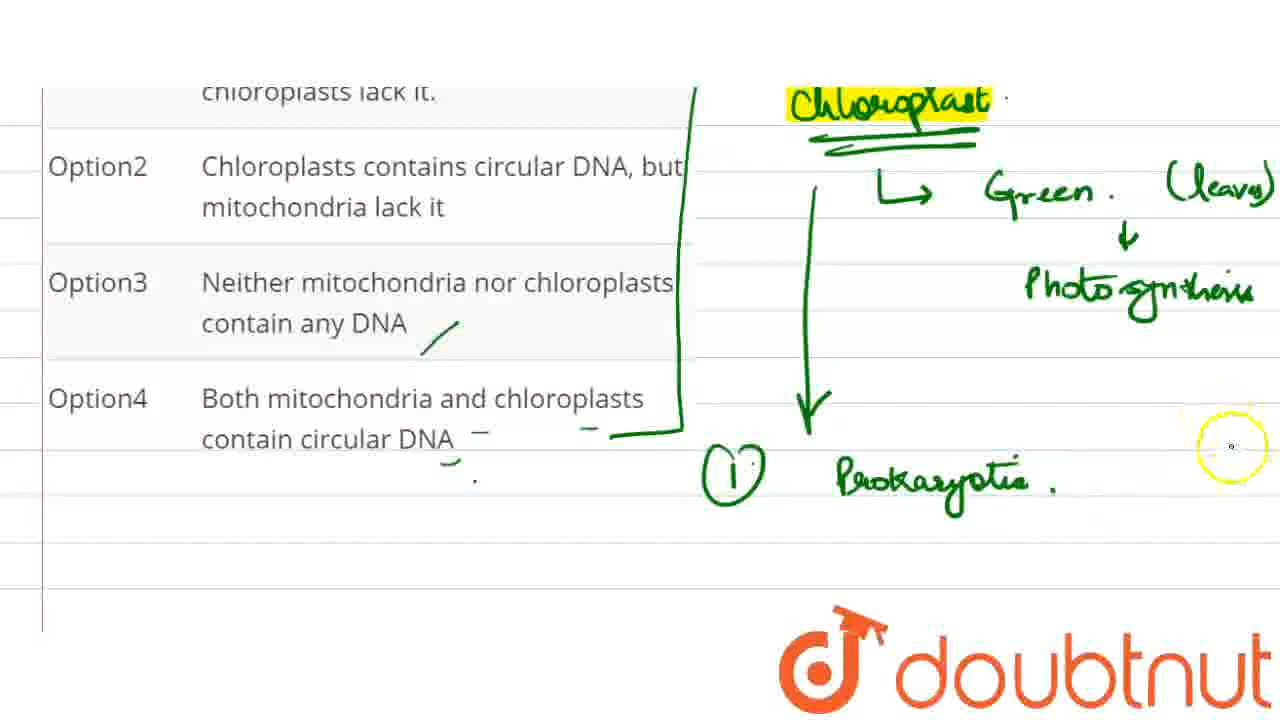 chloroplasts lack it.
Option2 Chloroplasts contains circular DNA, but
mitochondria lack it
Option3 Neither mitochondria nor chloroplasts
contain any DNA
Option4 Both mitochondria and chloroplasts
contain circular DNA
Chloroplast.
Green. (leaves)
Photosynthesis
1 Prokaryotic.
doubtnut